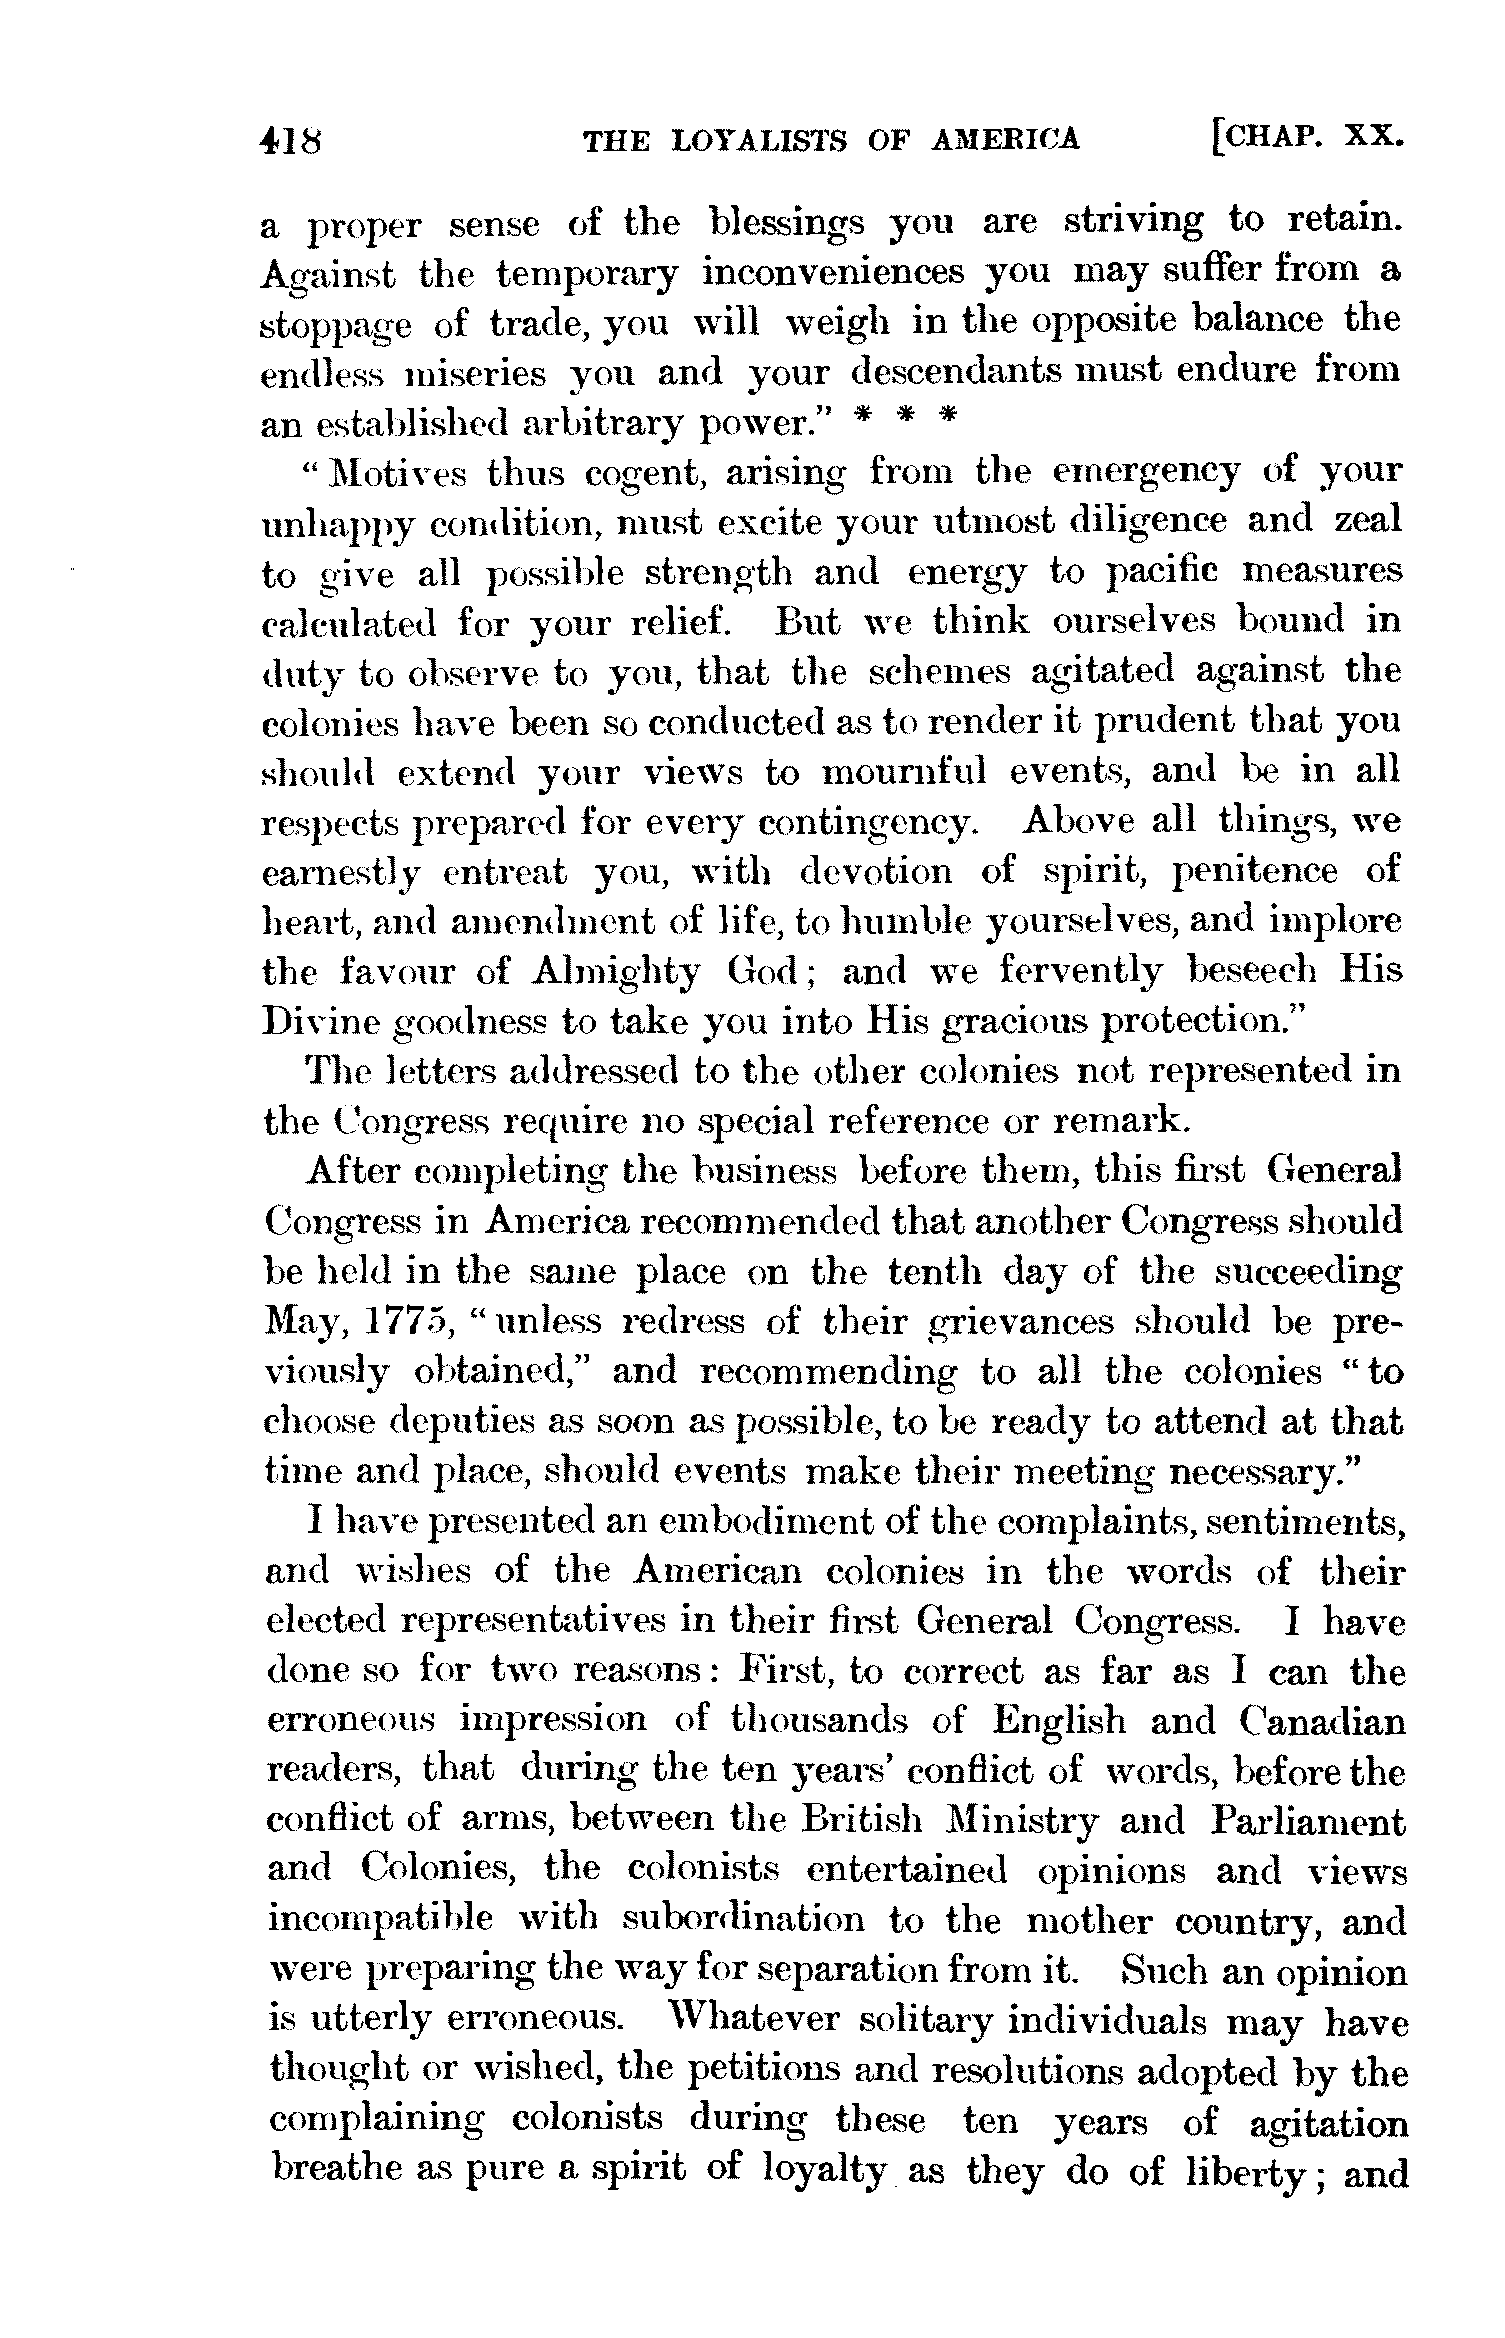 418 THE LOYALISTS OF AMERICA [CHAP. XX.
a proper sense of the blessings you are striving to retain.
Against the temporary inconveniences you may suffer from a
stoppage of trade, you will weigh in the opposite balance the
endless miseries you and your descendants must endure from
an established arbitrary power." * * *
"Motives thus cogent, arising from the emergency of your
unhappy condition, must excite your utmost diligence and zeal
to give all possible strength and energy to pacific measures
calculated for your relief. But we think ourselves bound in
duty to observe to you, that the schemes agitated against the
colonies have been so conducted as to render it prudent that you
should extend your views to mournful events, and be in all
respects prepared for every contingency. Above all things, we
earnestly entreat you, with devotion of spirit, penitence of
heart, and amendment of life, to humble yourselves, and implore
the favour of Almighty God; and we fervently beseech His
Divine goodness to take you into His gracious protection."
The letters addressed to the other colonies not represented in
the Congress require no special reference or remark.
After completing the business before them, this first General
Congress in America recommended that another Congress should
be held in the same place on the tenth day of the succeeding
May, 1775, "unless redress of their grievances should be pre-
viously obtained," and recommending to all the colonies "to
choose deputies as soon as possible, to be ready to attend at that
time and place, should events make their meeting necessary."
I have presented an embodiment of the complaints, sentiments,
and wishes of the American colonies in the words of their
elected representatives in their first General Congress. I have
done so for two reasons: First, to correct as far as I can the
erroneous impression of thousands of English and Canadian
readers, that during the ten years' conflict of words, before the
conflict of arms, between the British Ministry and Parliament
and Colonies, the colonists entertained opinions and views
incompatible with subordination to the mother country, and
were preparing the way for separation from it. Such an opinion
is utterly erroneous. Whatever solitary individuals may have
thought or wished, the petitions and resolutions adopted by the
complaining colonists during these ten years of agitation
breathe as pure a spirit of loyalty as they do of liberty; and